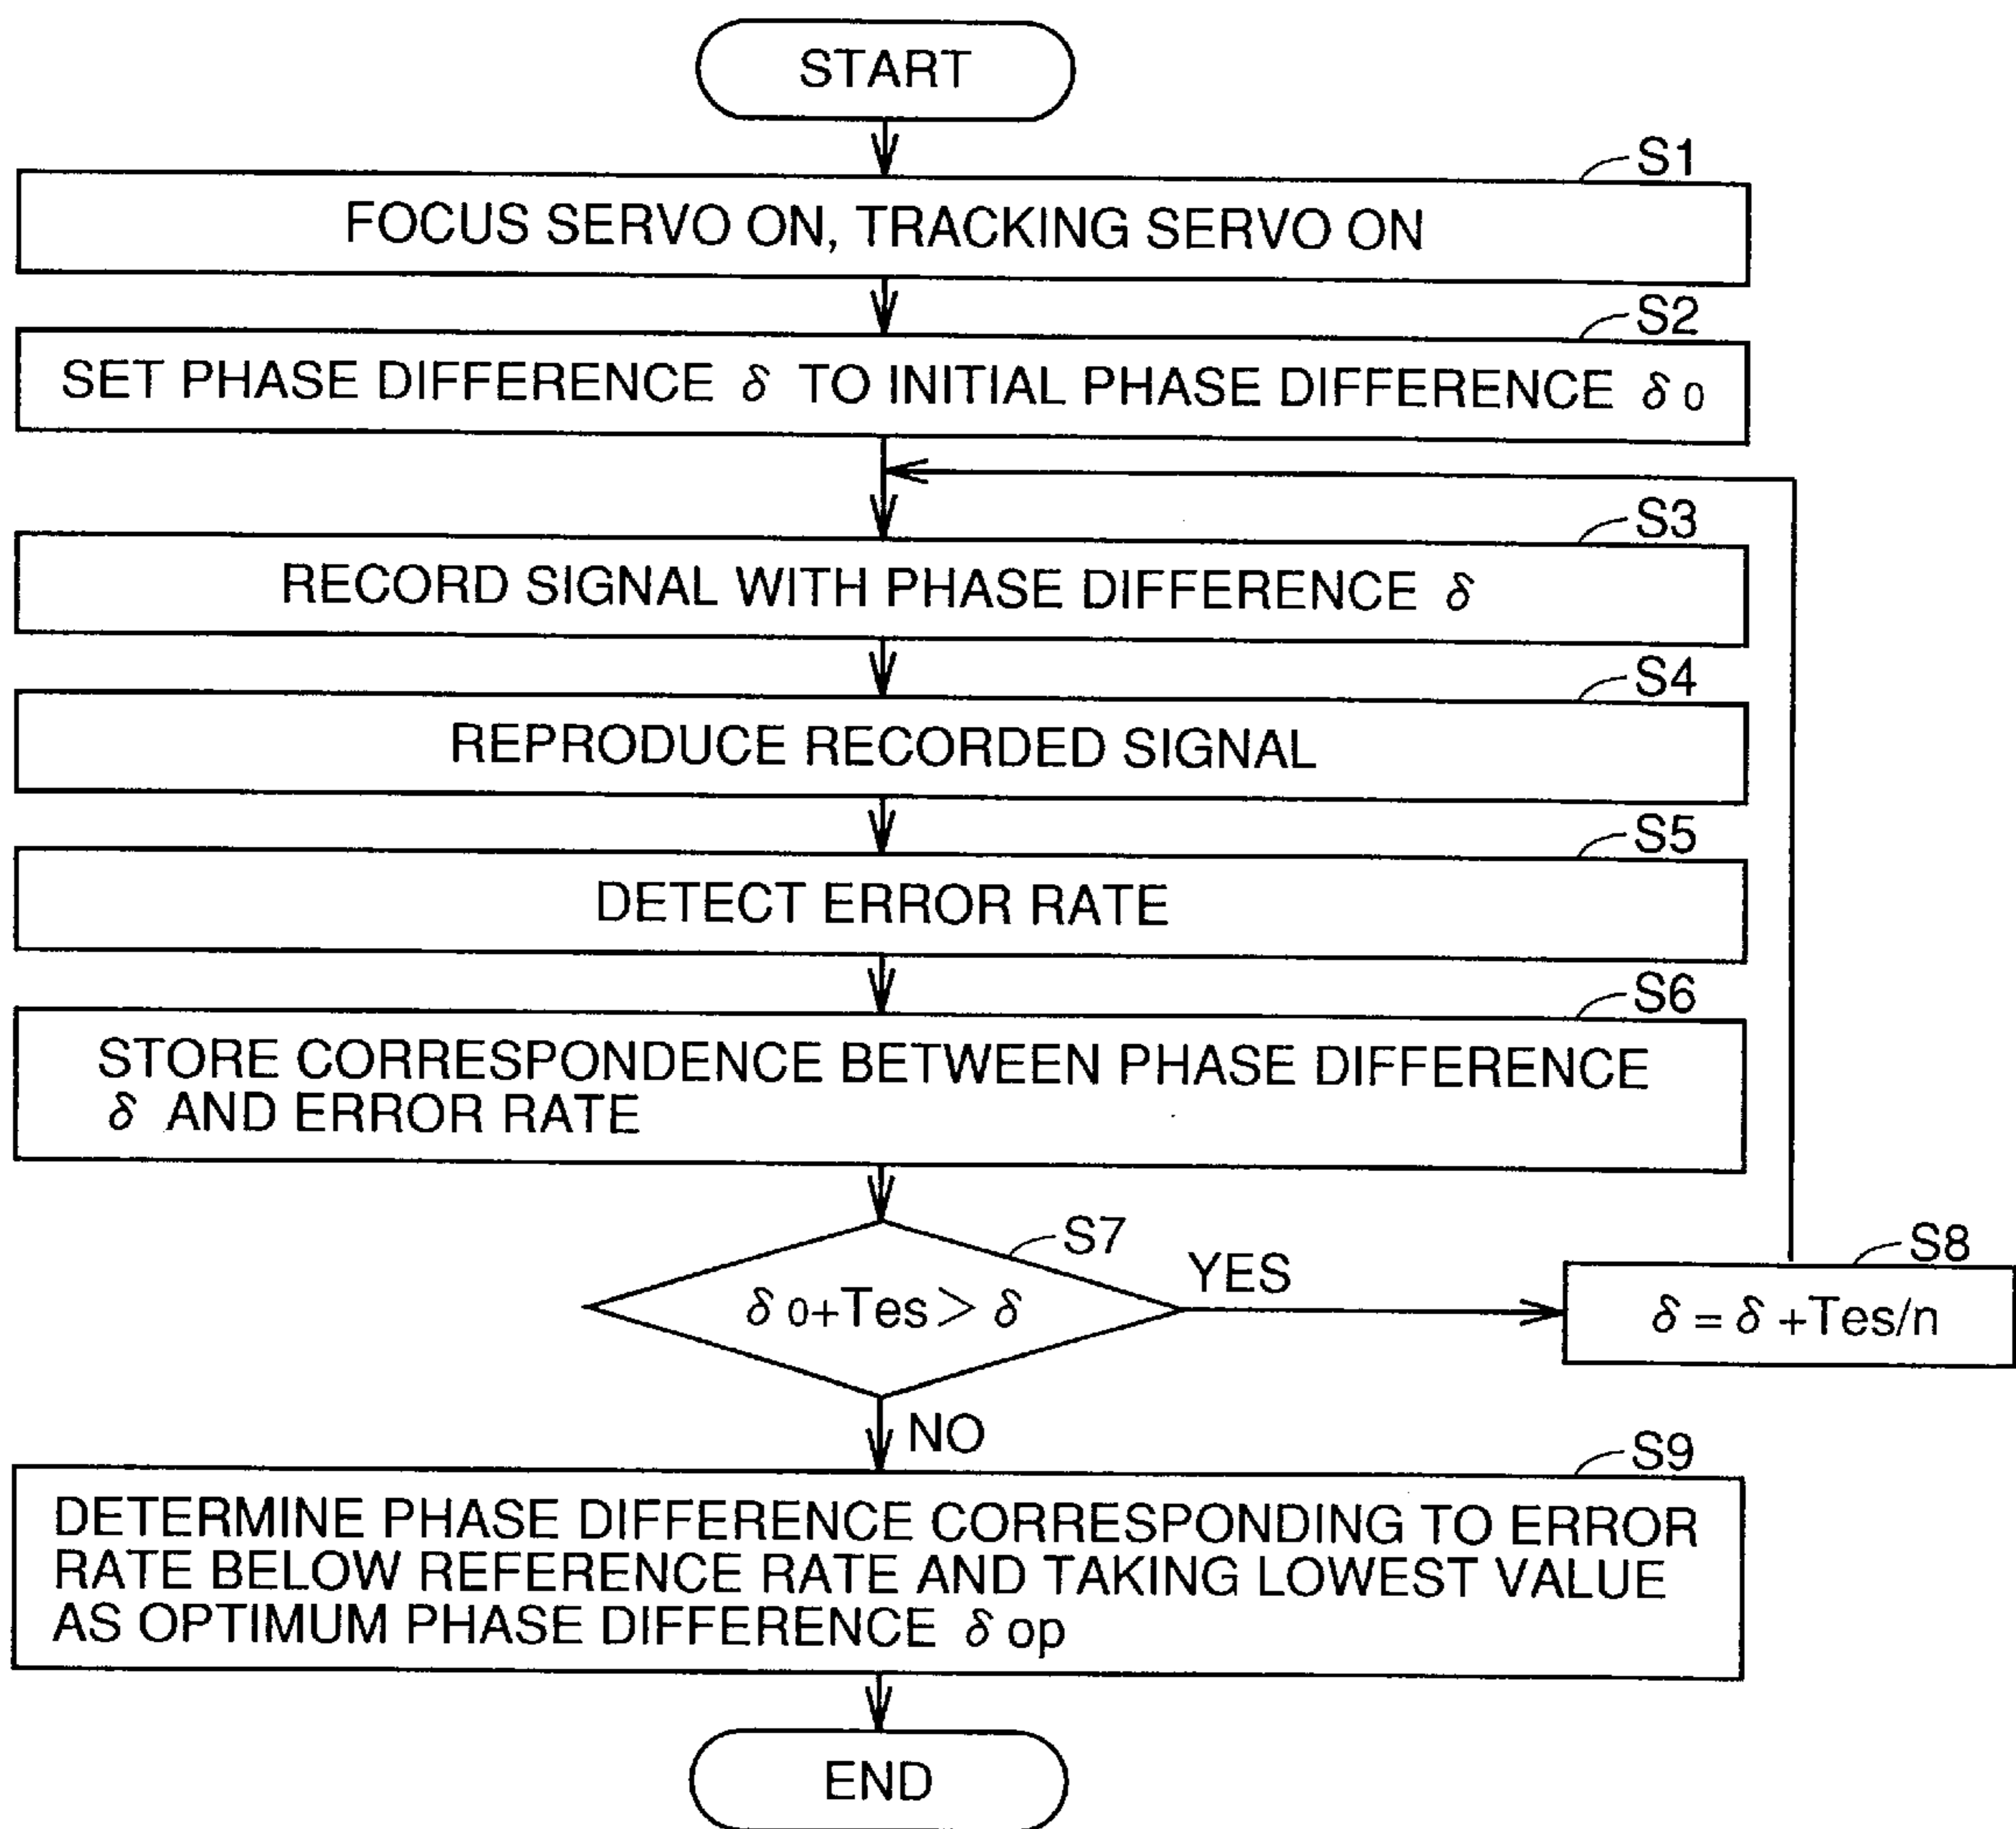 START
S1
FOCUS SERVO ON, TRACKING SERVO ON
S2
SET PHASE DIFFERENCE δ TO INITIAL PHASE DIFFERENCE δ0
S3
RECORD SIGNAL WITH PHASE DIFFERENCE δ
S4
REPRODUCE RECORDED SIGNAL
S5
DETECT ERROR RATE
S6
STORE CORRESPONDENCE BETWEEN PHASE DIFFERENCE
δ AND ERROR RATE
S7
δ0+Tes > δ
YES
S8
δ = δ +Tes/n
NO
S9
DETERMINE PHASE DIFFERENCE CORRESPONDING TO ERROR
RATE BELOW REFERENCE RATE AND TAKING LOWEST VALUE
AS OPTIMUM PHASE DIFFERENCE δop
END